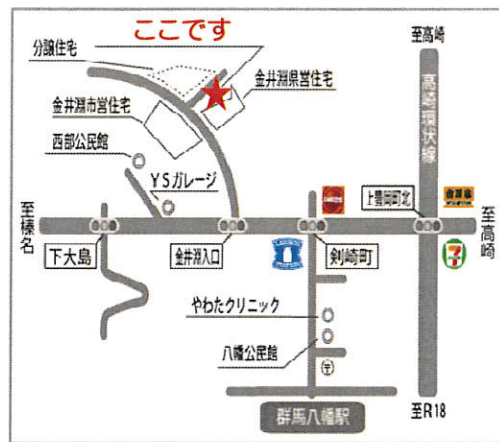 ここです
至高崎
分譲住宅
金井淵県営住宅
高崎環状線
金井淵市営住宅
西部公民館
YSガレージ
上豊岡町北
至榛名
至高崎
下大島
金井淵入口
剣崎町
LAWSON
7
やわたクリニック
八幡公民館
〒
群馬八幡駅
至R18